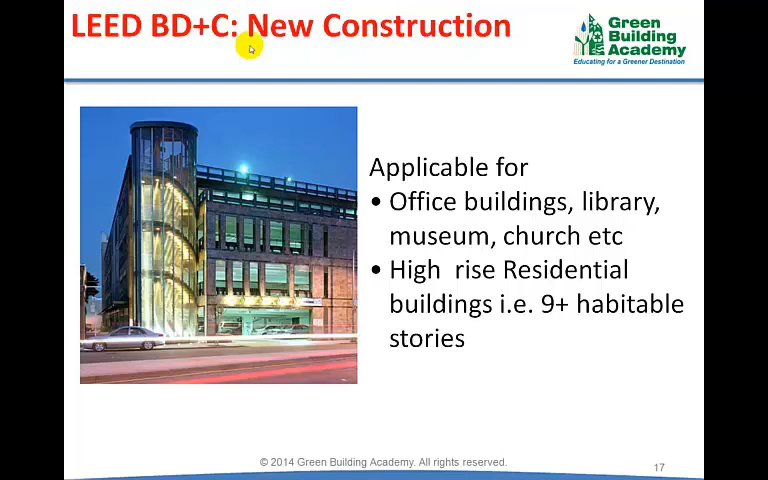 LEED BD+C: New Construction
Green
Building
Academy
Educating for a Greener Destination
Applicable for
• Office buildings, library,
museum, church etc
• High rise Residential
buildings i.e. 9+ habitable
stories
© 2014 Green Building Academy. All rights reserved.
17